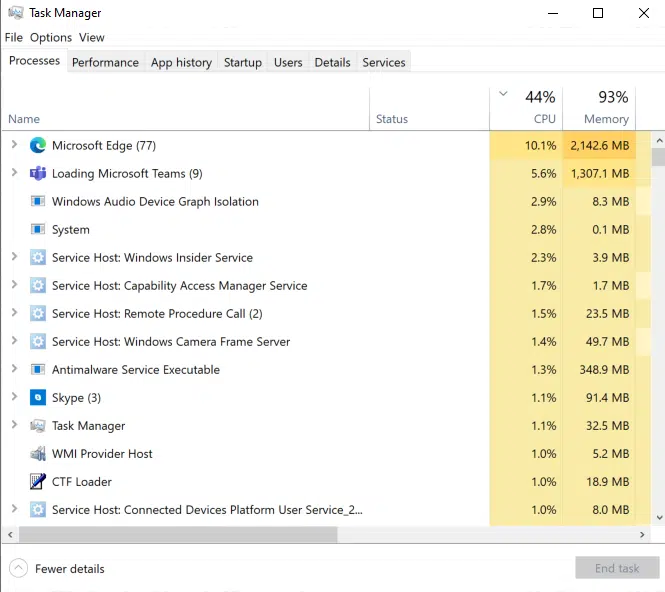 Task Manager
File Options View
Processes Performance App history Startup Users Details Services
44% 93%
Name Status CPU Memory
Microsoft Edge (77) 10.1% 2,142.6 MB
Loading Microsoft Teams (9) 5.6% 1,307.1 MB
Windows Audio Device Graph Isolation 2.9% 8.3 MB
System 2.8% 0.1 MB
Service Host: Windows Insider Service 2.3% 3.9 MB
Service Host: Capability Access Manager Service 1.7% 1.7 MB
Service Host: Remote Procedure Call (2) 1.5% 23.5 MB
Service Host: Windows Camera Frame Server 1.4% 49.7 MB
Antimalware Service Executable 1.3% 348.9 MB
Skype (3) 1.1% 91.4 MB
Task Manager 1.1% 32.5 MB
WMI Provider Host 1.0% 5.2 MB
CTF Loader 1.0% 18.9 MB
Service Host: Connected Devices Platform User Service_2... 1.0% 8.0 MB
Fewer details End task